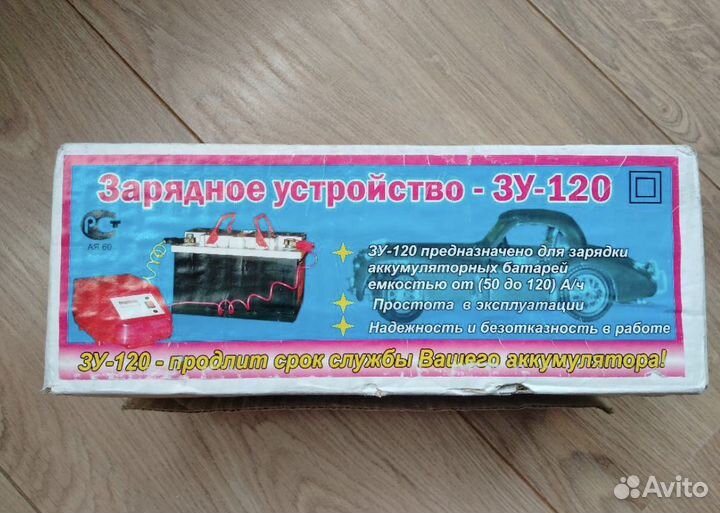 Зарядное устройство - ЗУ-120
РСТ
АЯ 60
ЗУ-120 предназначено для зарядки
аккумуляторных батарей
емкостью от (50 до 120) А/ч
Простота в эксплуатации
Надежность и безотказность в работе
ЗУ-120 - продлит срок службы Вашего аккумулятора!
Avito